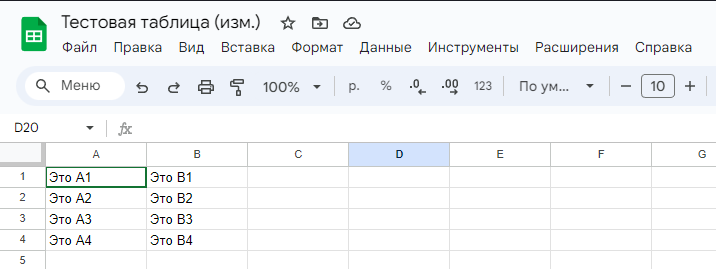 Тестовая таблица (изм.)
Файл Правка Вид Вставка Формат Данные Инструменты Расширения Справка
Меню 100% р. % .0 .00 123 По ум... 10
D20 fx
A B C D E F G
1 Это A1 Это B1
2 Это A2 Это B2
3 Это A3 Это B3
4 Это A4 Это B4
5